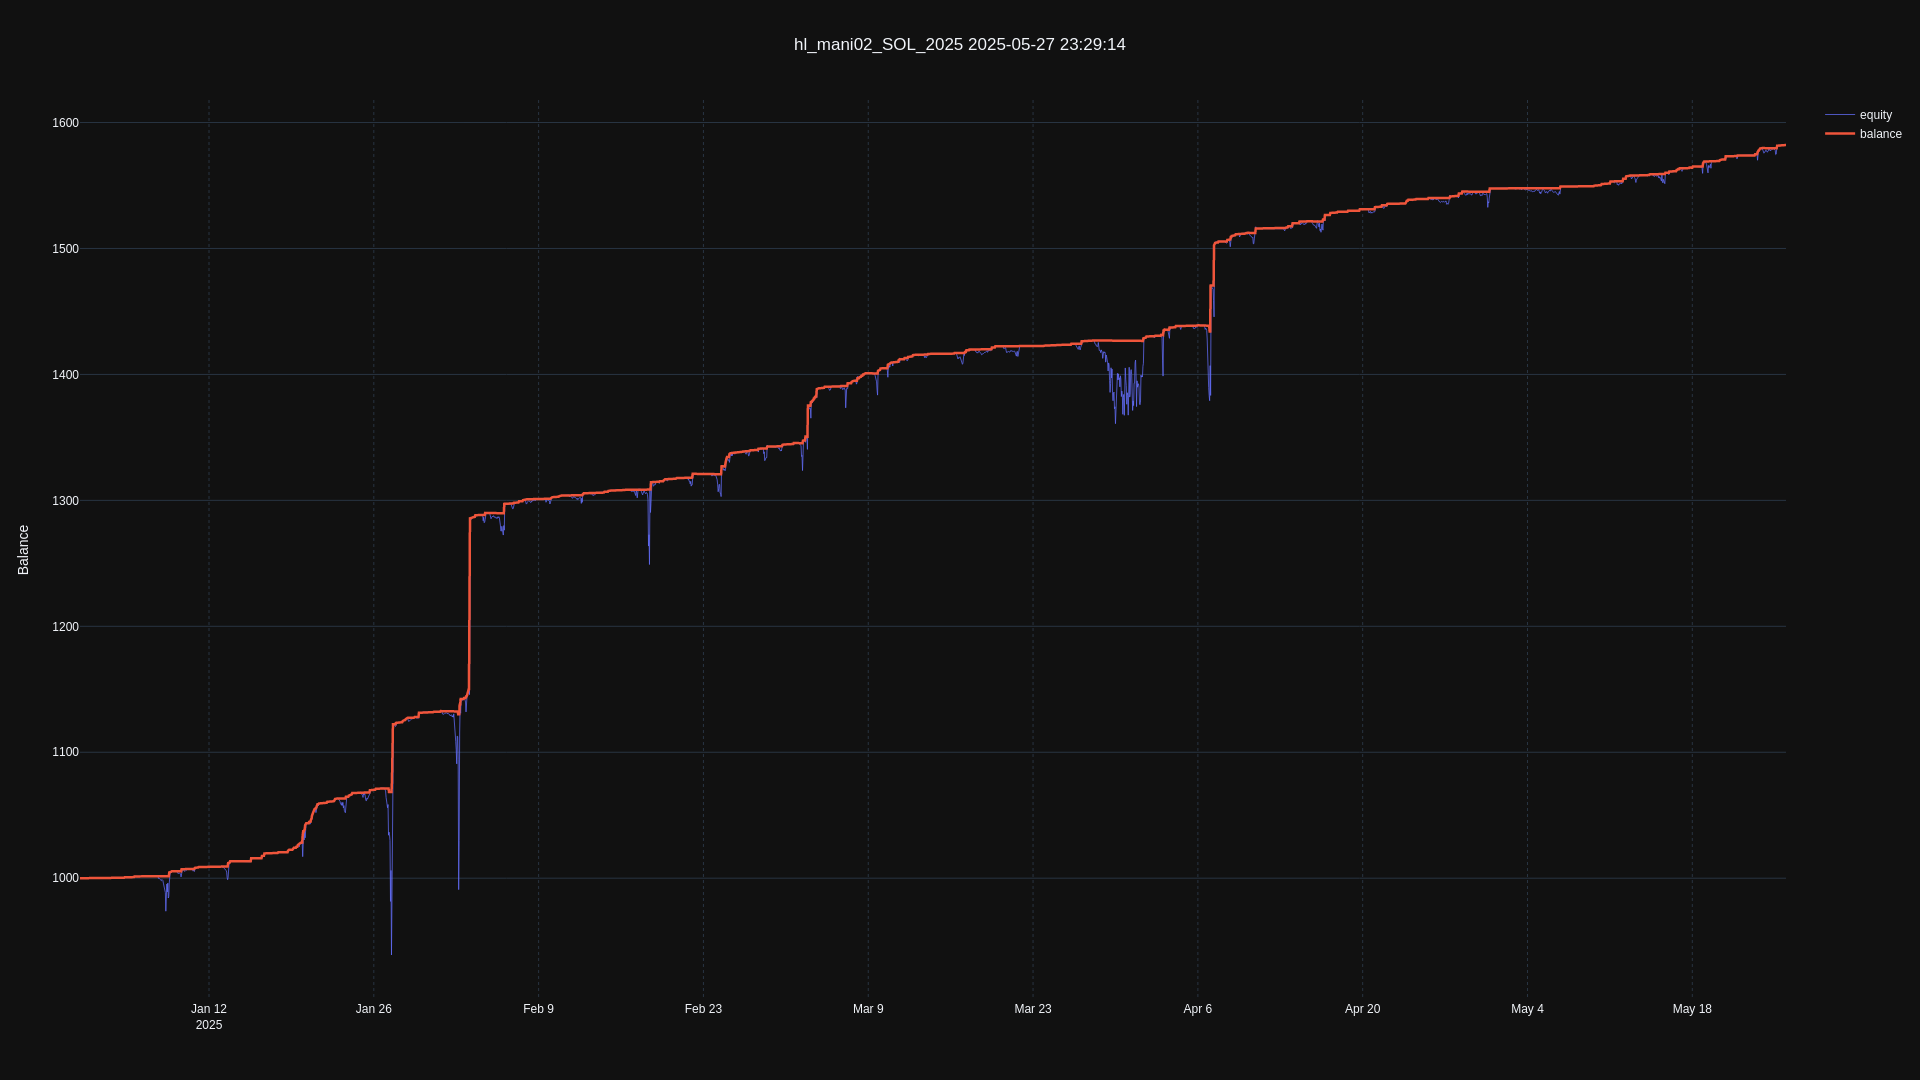 hl_mani02_SOL_2025 2025-05-27 23:29:14
equity
balance
1600
1500
1400
1300
1200
1100
1000
Balance
Jan 12
2025
Jan 26
Feb 9
Feb 23
Mar 9
Mar 23
Apr 6
Apr 20
May 4
May 18